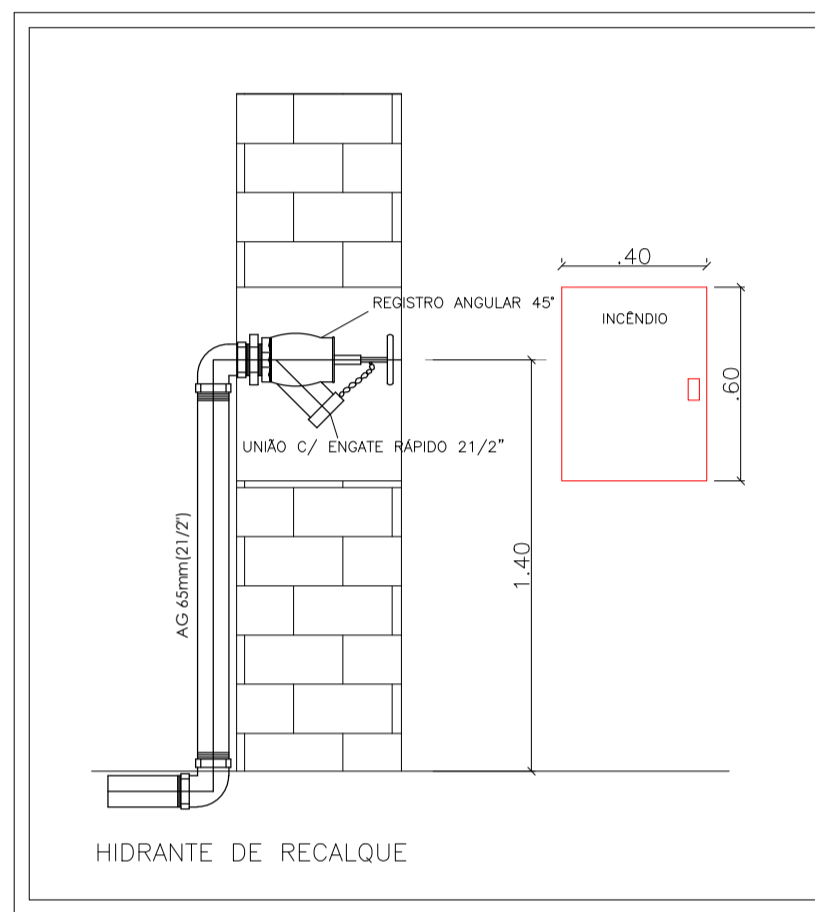 .40
REGISTRO ANGULAR 45°
INCÊNDIO
.60
UNIÃO C/ ENGATE RÁPIDO 21/2"
AG 65mm(21/2")
1.40
HIDRANTE DE RECALQUE